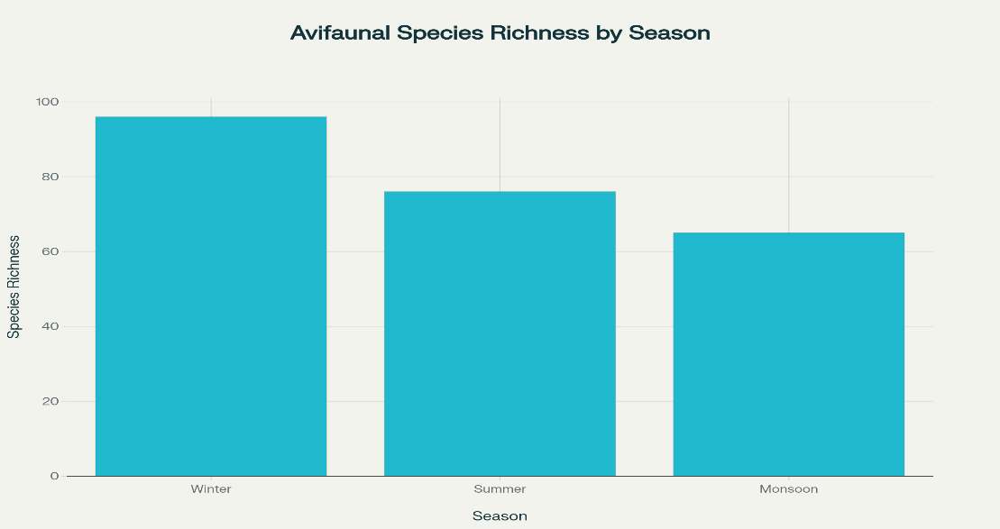 Avifaunal Species Richness by Season
100
80
60
40
20
0
Species Richness
Winter
Summer
Monsoon
Season